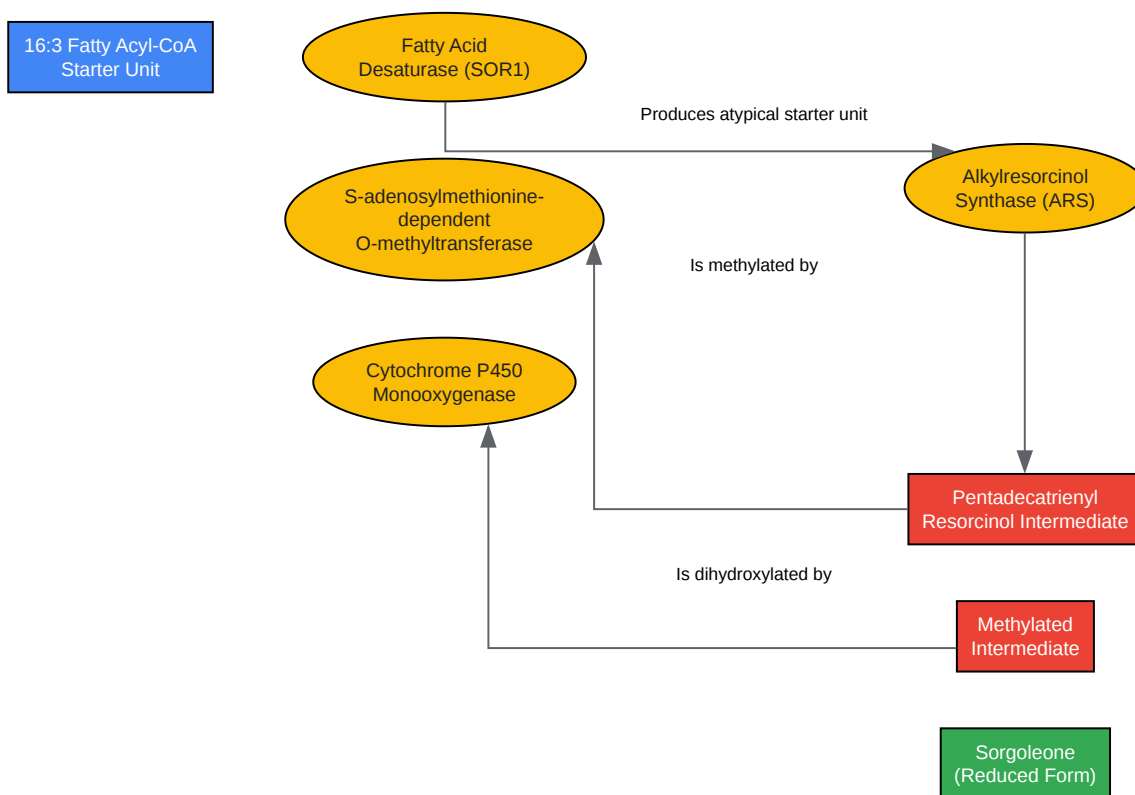 16:3 Fatty Acyl-CoA
Starter Unit
Fatty Acid
Desaturase (SOR1)
Produces atypical starter unit
Alkylresorcinol
Synthase (ARS)
S-adenosylmethionine-
dependent
O-methyltransferase
Is methylated by
Cytochrome P450
Monooxygenase
Pentadecatrienyl
Resorcinol Intermediate
Is dihydroxylated by
Methylated
Intermediate
Sorgoleone
(Reduced Form)